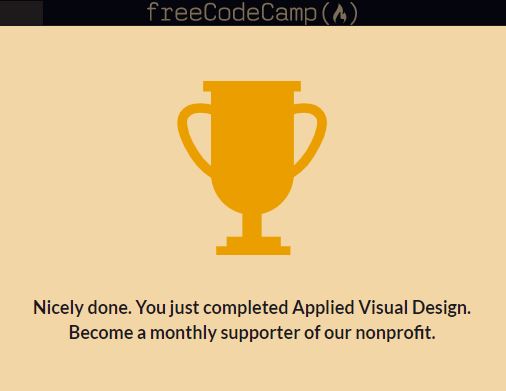 freeCodeCamp(🔥)
Nicely done. You just completed Applied Visual Design.
Become a monthly supporter of our nonprofit.